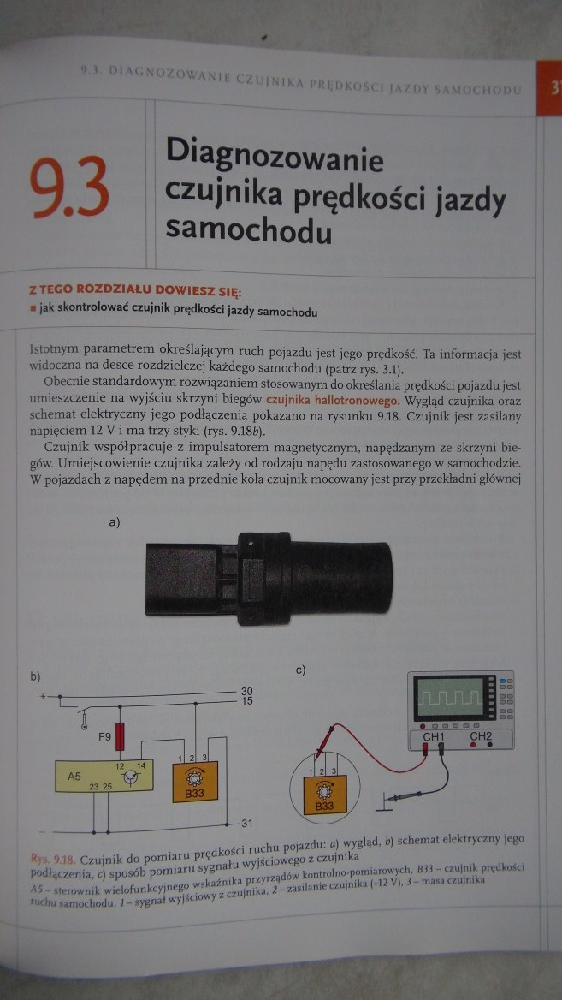 9.3. DIAGNOZOWANIE CZUJNIKA PRĘDKOŚCI JAZDY SAMOCHODU
9.3
Diagnozowanie
czujnika prędkości jazdy
samochodu
Z TEGO ROZDZIAŁU DOWIESZ SIĘ:
■ jak skontrolować czujnik prędkości jazdy samochodu
Istotnym parametrem określającym ruch pojazdu jest jego prędkość. Ta informacja jest
widoczna na desce rozdzielczej każdego samochodu (patrz rys. 3.1).
Obecnie standardowym rozwiązaniem stosowanym do określania prędkości pojazdu jest
umieszczenie na wyjściu skrzyni biegów czujnika hallotronowego. Wygląd czujnika oraz
schemat elektryczny jego podłączenia pokazano na rysunku 9.18. Czujnik jest zasilany
napięciem 12 V i ma trzy styki (rys. 9.18b).
Czujnik współpracuje z impulsatorem magnetycznym, napędzanym ze skrzyni bie-
gów. Umiejscowienie czujnika zależy od rodzaju napędu zastosowanego w samochodzie.
W pojazdach z napędem na przednie koła czujnik mocowany jest przy przekładni głównej
a)
b)
+
30
15
F9
12 14
A5
23 25
1 2 3
B33
– 31
c)
CH1 CH2
1 2 3
B33
Rys. 9.18. Czujnik do pomiaru prędkości ruchu pojazdu: a) wygląd, b) schemat elektryczny jego
podłączenia, c) sposób pomiaru sygnału wyjściowego z czujnika
A5 – sterownik wielofunkcyjnego wskaźnika przyrządów kontrolno-pomiarowych, B33 – czujnik prędkości
ruchu samochodu, 1 – sygnał wyjściowy z czujnika, 2 – zasilanie czujnika (+12 V), 3 – masa czujnika